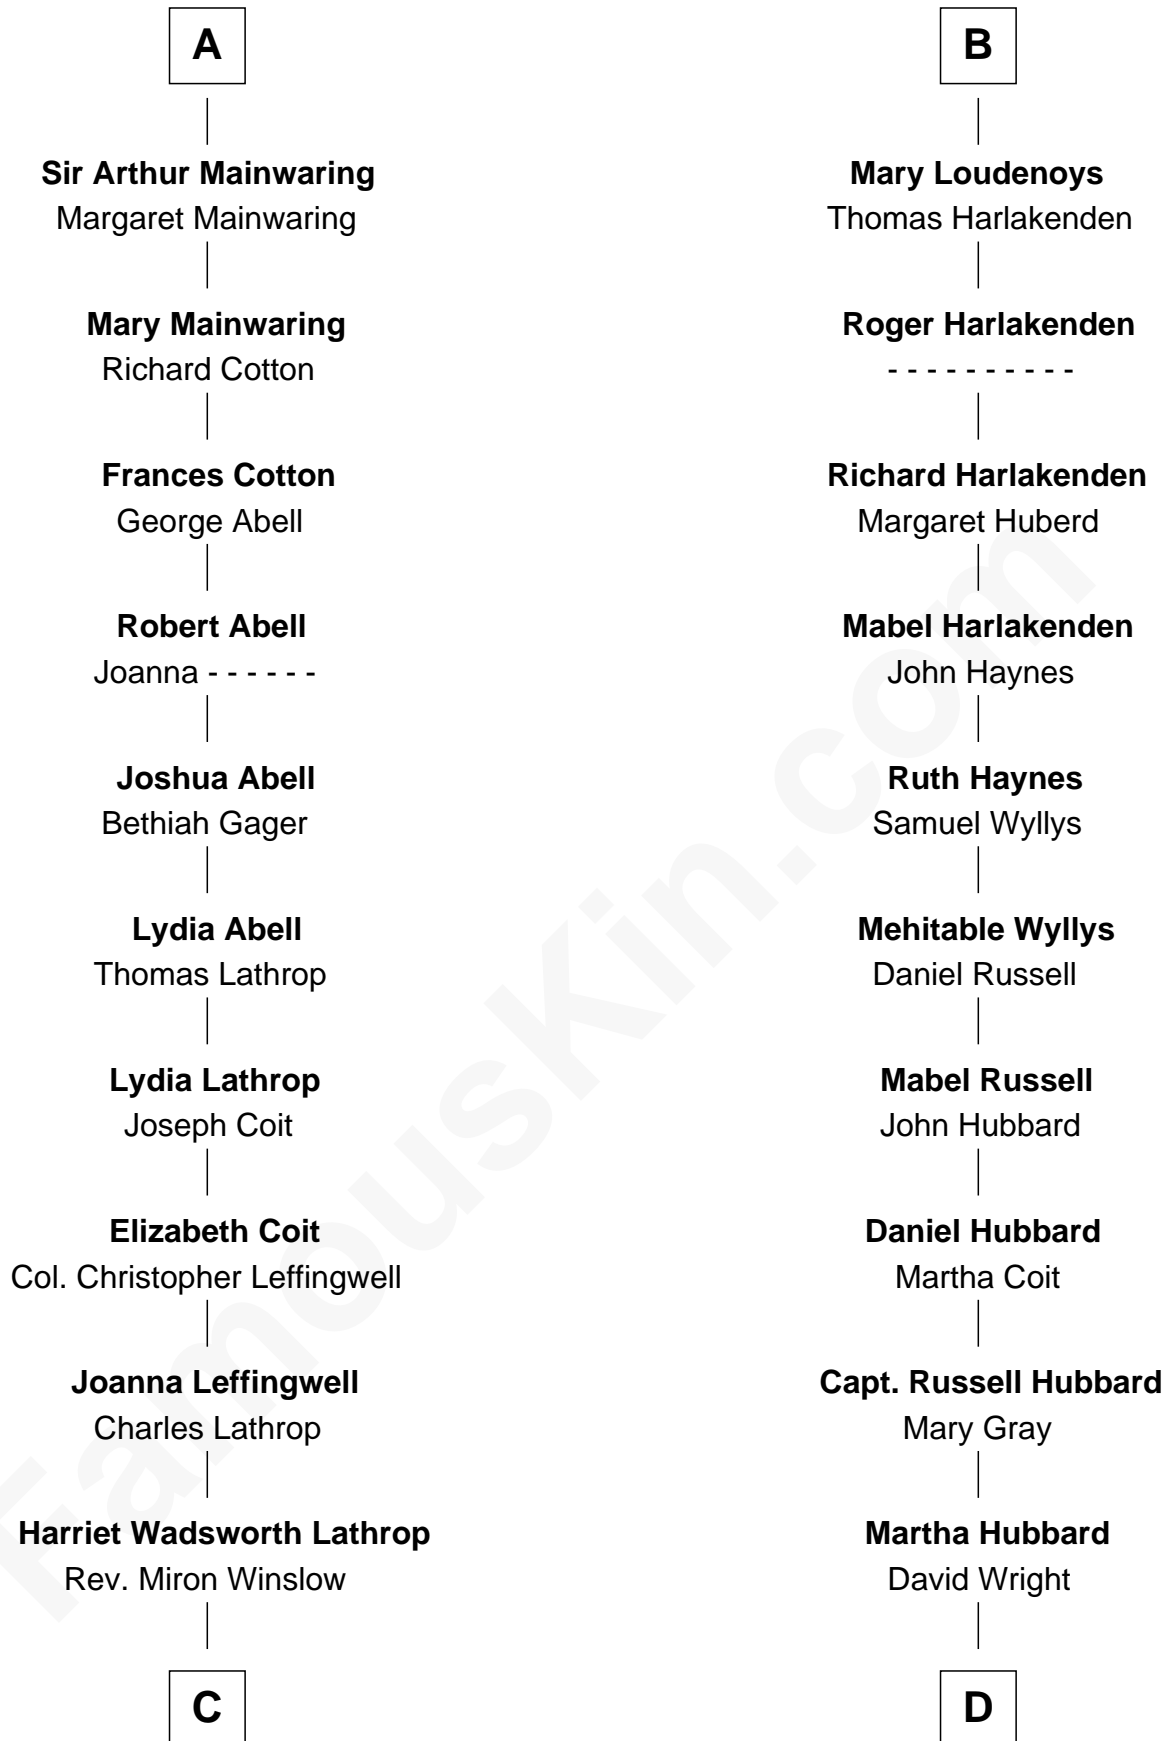 A
Sir Arthur Mainwaring
Margaret Mainwaring
Mary Mainwaring
Richard Cotton
Frances Cotton
George Abell
Robert Abell
Joanna - - - - - -
Joshua Abell
Bethiah Gager
Lydia Abell
Thomas Lathrop
Lydia Lathrop
Joseph Coit
Elizabeth Coit
Col. Christopher Leffingwell
Joanna Leffingwell
Charles Lathrop
Harriet Wadsworth Lathrop
Rev. Miron Winslow
C
B
Mary Loudenoys
Thomas Harlakenden
Roger Harlakenden
- - - - - - - - - -
Richard Harlakenden
Margaret Huberd
Mabel Harlakenden
John Haynes
Ruth Haynes
Samuel Wyllys
Mehitable Wyllys
Daniel Russell
Mabel Russell
John Hubbard
Daniel Hubbard
Martha Coit
Capt. Russell Hubbard
Mary Gray
Martha Hubbard
David Wright
D
FamousKin.com